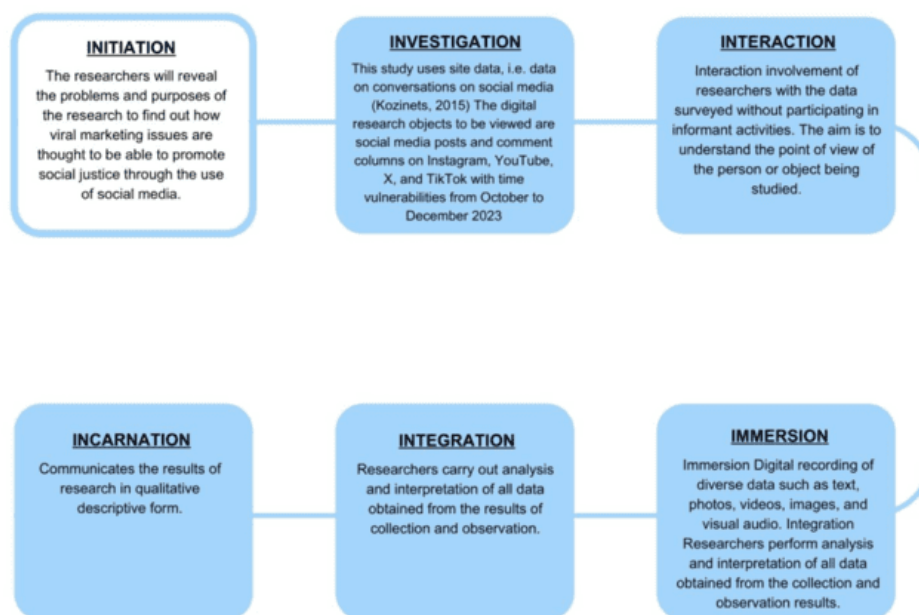 INITIATION
The researchers will reveal
the problems and purposes of
the research to find out how
viral marketing issues are
thought to be able to promote
social justice through the use
of social media.
INVESTIGATION
This study uses site data, i.e. data
on conversations on social media
(Kozinets, 2015) The digital
research objects to be viewed are
social media posts and comment
columns on Instagram, YouTube,
X, and TikTok with time
vulnerabilities from October to
December 2023
INTERACTION
Interaction involvement of
researchers with the data
surveyed without participating in
informant activities. The aim is to
understand the point of view of
the person or object being
studied.
INCARNATION
Communicates the results of
research in qualitative
descriptive form.
INTEGRATION
Researchers carry out analysis
and interpretation of all data
obtained from the results of
collection and observation.
IMMERSION
Immersion Digital recording of
diverse data such as text,
photos, videos, images, and
visual audio. Integration
Researchers perform analysis
and interpretation of all data
obtained from the collection and
observation results.